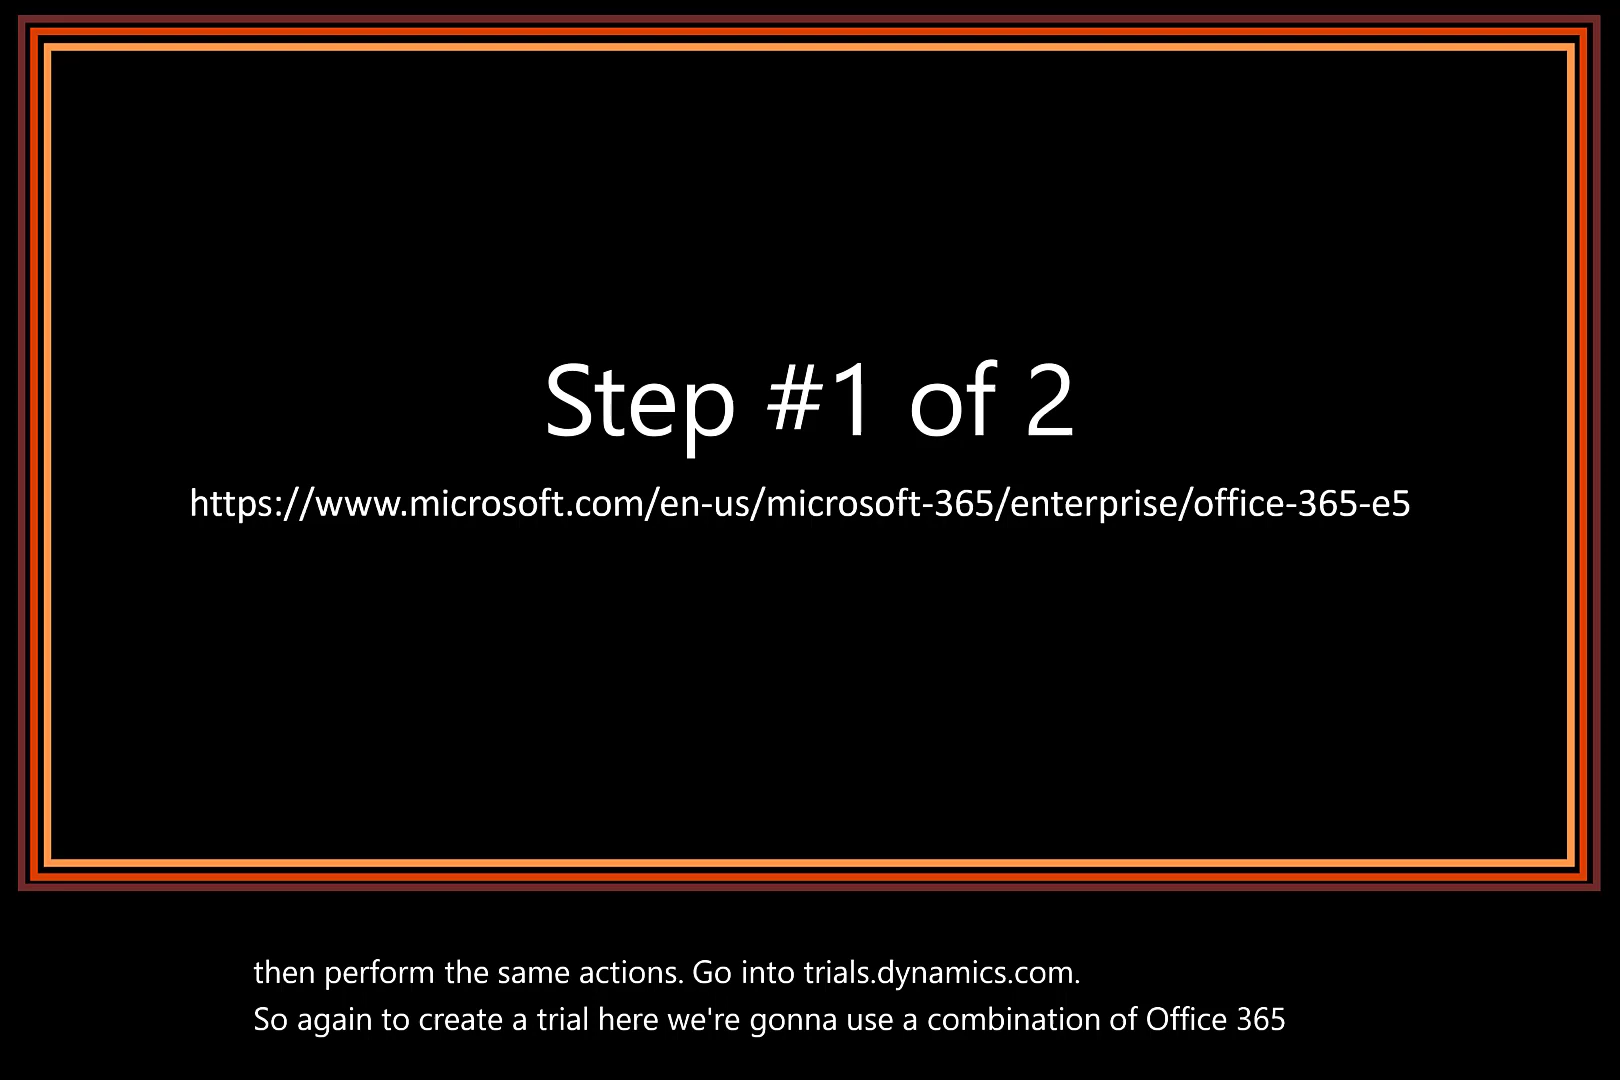 Step #1 of 2
https://www.microsoft.com/en-us/microsoft-365/enterprise/office-365-e5
then perform the same actions. Go into trials.dynamics.com.
So again to create a trial here we're gonna use a combination of Office 365